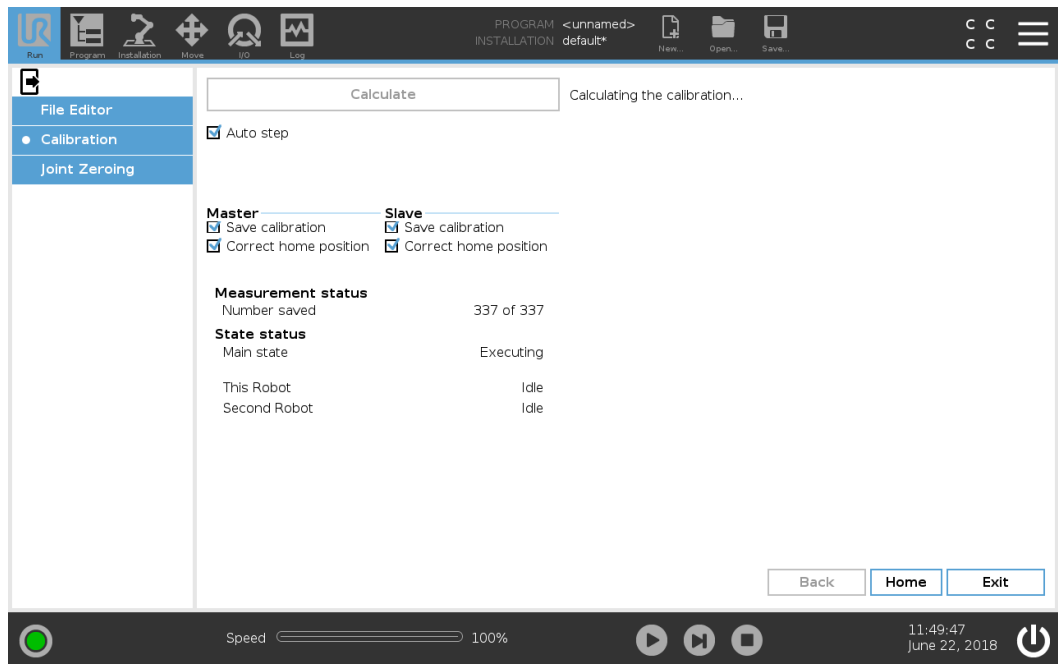 PROGRAM <unnamed>
INSTALLATION default*
UR
Run
Program
Installation
Move
I/O
Log
New...
Open...
Save...
C C
C C
File Editor
Calibration
Joint Zeroing
Calculate
Calculating the calibration...
Auto step
Master
Slave
Save calibration
Save calibration
Correct home position
Correct home position
Measurement status
Number saved 337 of 337
State status
Main state Executing
This Robot Idle
Second Robot Idle
Back
Home
Exit
Speed 100%
11:49:47
June 22, 2018